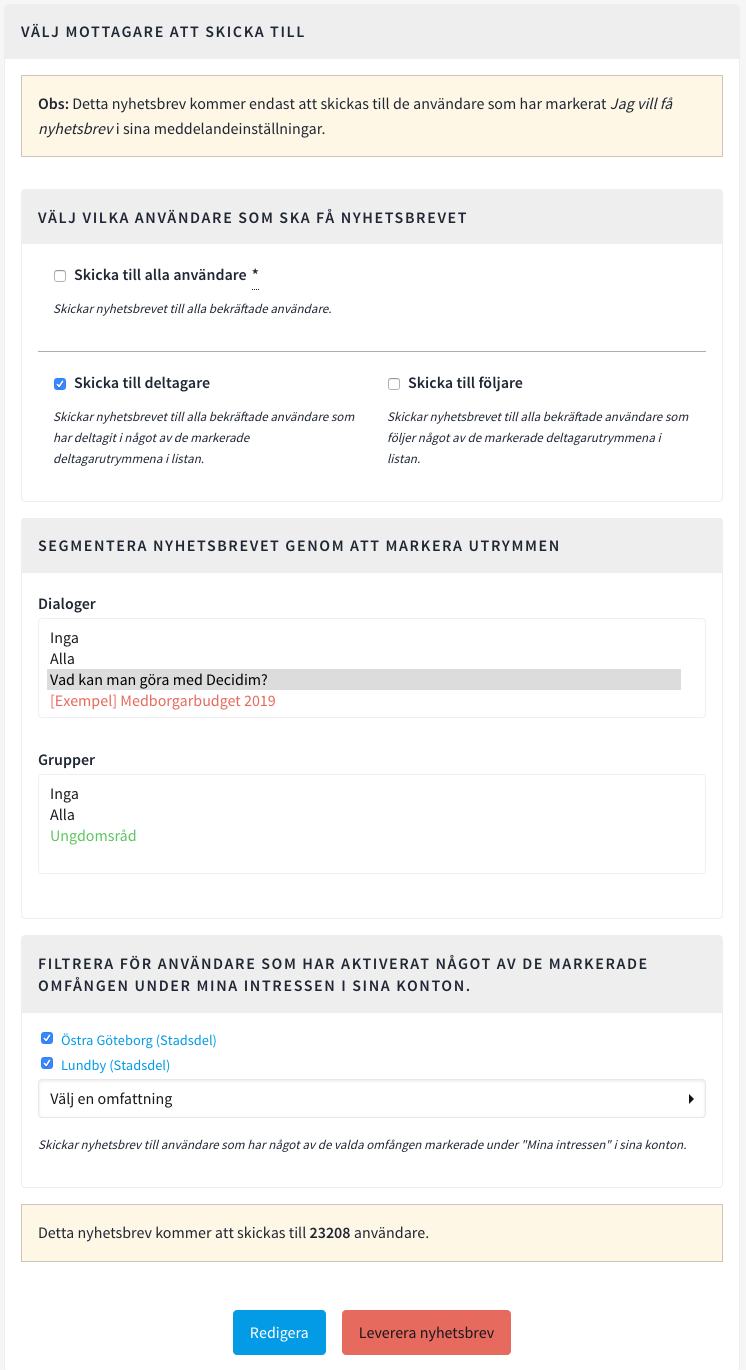 VÄLJ MOTTAGARE ATT SKICKA TILL
Obs: Detta nyhetsbrev kommer endast att skickas till de användare som har markerat Jag vill få
nyhetsbrev i sina meddelandeinställningar.
VÄLJ VILKA ANVÄNDARE SOM SKA FÅ NYHETSBREVET
Skicka till alla användare *
Skickar nyhetsbrevet till alla bekräftade användare.
Skicka till deltagare
Skickar nyhetsbrevet till alla bekräftade användare som
har deltagit i något av de markerade
deltagarutrymmena i listan.
Skicka till följare
Skickar nyhetsbrevet till alla bekräftade användare som
följer något av de markerade deltagarutrymmena i
listan.
SEGMENTERA NYHETSBREVET GENOM ATT MARKERA UTRYMMEN
Dialoger
Inga
Alla
Vad kan man göra med Decidim?
[Exempel] Medborgarbudget 2019
Grupper
Inga
Alla
Ungdomsråd
FILTRERA FÖR ANVÄNDARE SOM HAR AKTIVERAT NÅGOT AV DE MARKERADE
OMFÅNGEN UNDER MINA INTRESSEN I SINA KONTON.
Östra Göteborg (Stadsdel)
Lundby (Stadsdel)
Välj en omfattning
Skickar nyhetsbrev till användare som har något av de valda omfången markerade under "Mina intressen" i sina konton.
Detta nyhetsbrev kommer att skickas till 23208 användare.
Redigera
Leverera nyhetsbrev